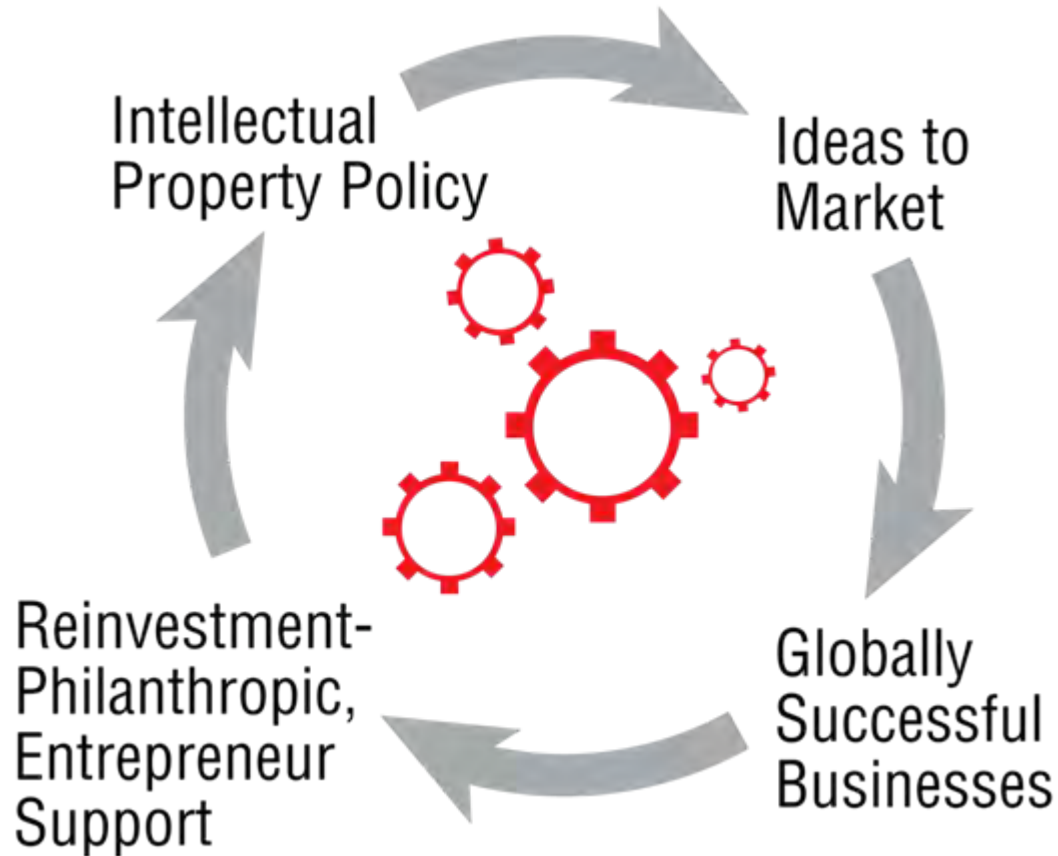 Intellectual
Property Policy
Ideas to
Market
Globally
Successful
Businesses
Reinvestment-
Philanthropic,
Entrepreneur
Support